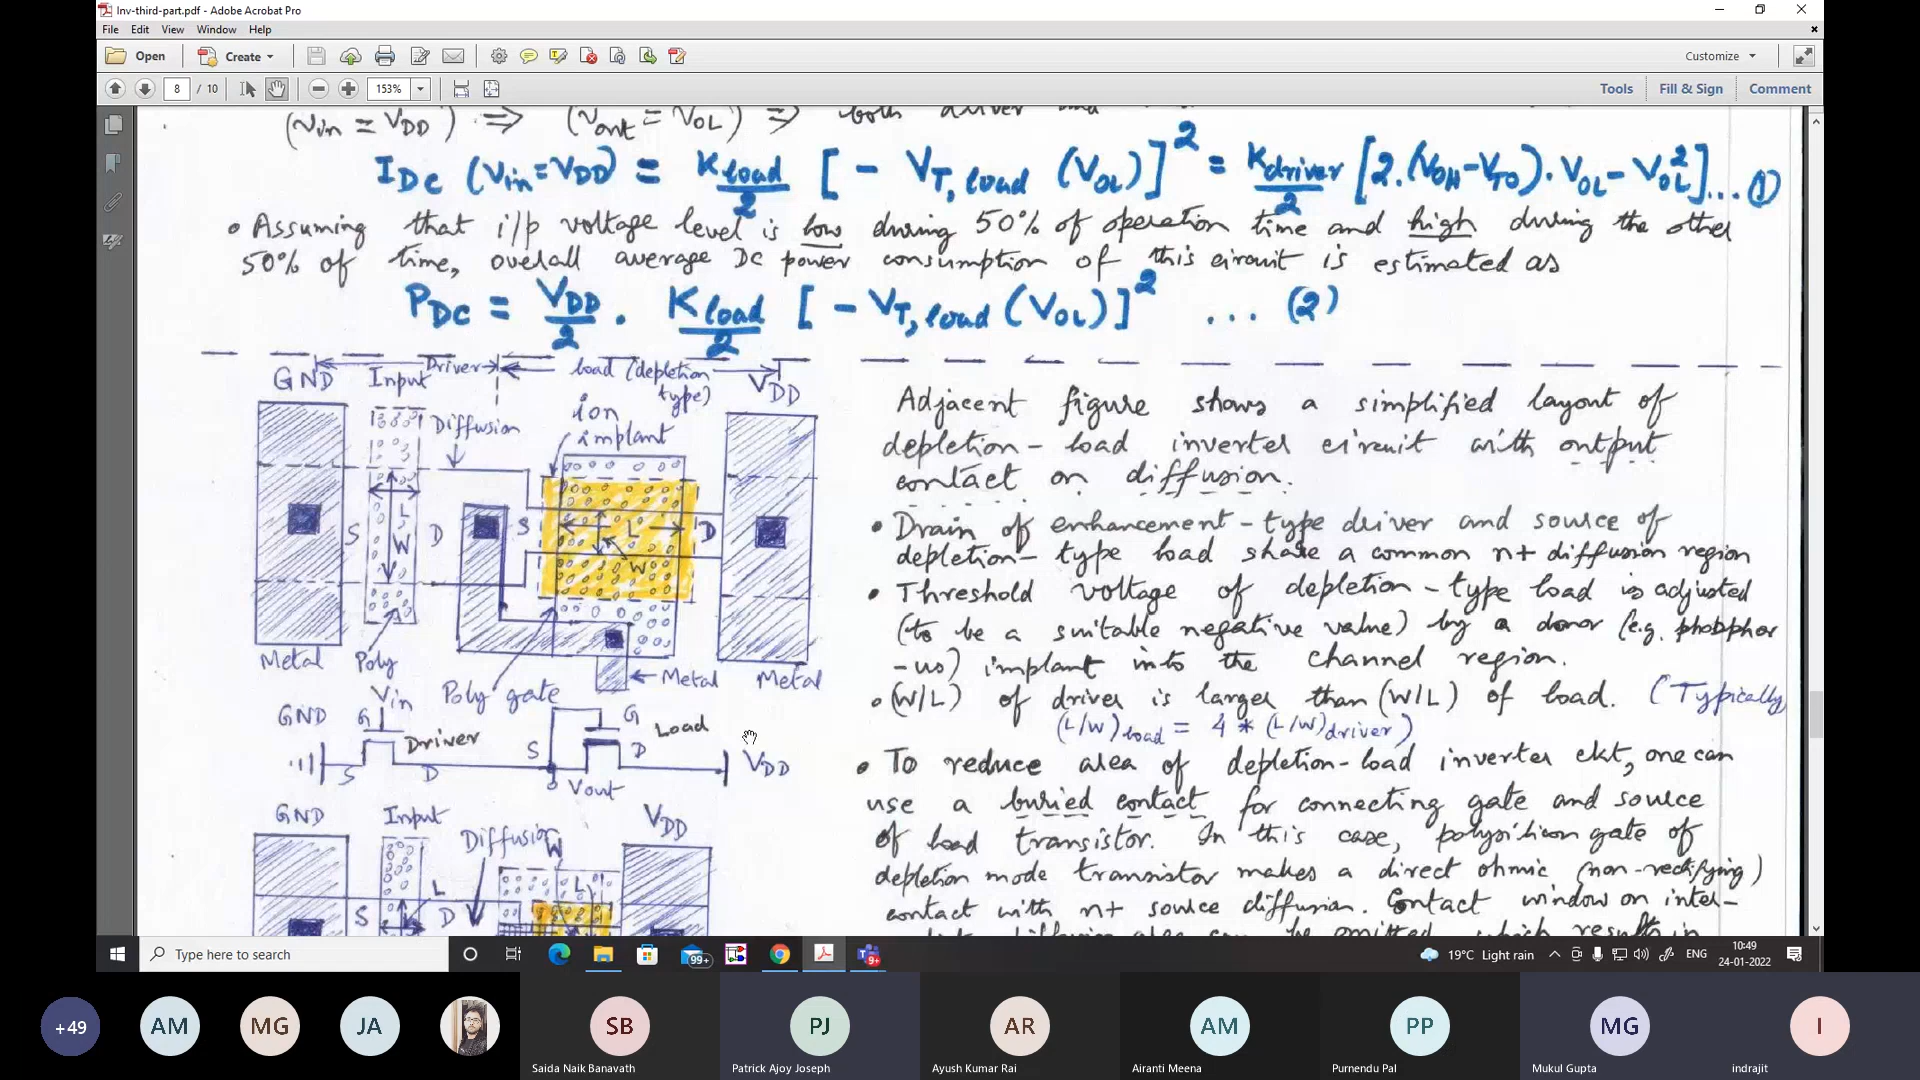 Inv-third-part.pdf - Adobe Acrobat Pro
File Edit View Window Help
Open Create Customize
8 / 10 153% Tools Fill & Sign Comment
(Vin = VDD) ⇒ (Vout = VOL) ⇒ both driver and
IDC (Vin=VDD) = Kload/2 [- VT,load (VOL)]² = Kdriver/2 [2.(VOH-VTO).VOL-VOL²]...(1)
• Assuming that i/p voltage level is low during 50% of operation time and high during the other
50% of time, overall average DC power consumption of this circuit is estimated as
PDC = VDD/2 . Kload/2 [- VT,load (VOL)]² ... (2)
Driver load (depletion type)
GND Input VDD
Diffusion
ion implant
S L W D S L W D
Metal Poly Poly gate Metal Metal
Vin
GND G Driver S G Load
S D Vout D VDD
GND Input Diffusion W VDD
S L D L
Adjacent figure shows a simplified layout of
depletion-load inverter circuit with output
contact on diffusion.
• Drain of enhancement-type driver and source of
depletion-type load share a common n+ diffusion region
• Threshold voltage of depletion-type load is adjusted
(to be a suitable negative value) by a donor (e.g. phosphor
-us) implant into the channel region.
• (W/L) of driver is larger than (W/L) of load. (Typically
(L/W)load = 4 * (L/W)driver)
• To reduce area of depletion-load inverter ckt, one can
use a buried contact for connecting gate and source
of load transistor. In this case, polysilicon gate of
depletion mode transistor makes a direct ohmic (non-rectifying)
contact with n+ source diffusion. Contact window on inter-
Type here to search
99+
9+
19°C Light rain ENG 10:49
24-01-2022
+49 AM MG JA SB PJ AR AM PP MG I
Saida Naik Banavath Patrick Ajoy Joseph Ayush Kumar Rai Airanti Meena Purnendu Pal Mukul Gupta indrajit